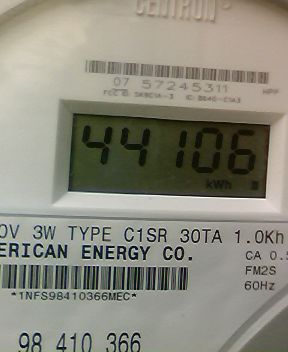 CENTRON®
07 57245311
44106
kWh
0V 3W TYPE C1SR 30TA 1.0Kh
ERICAN ENERGY CO. CA 0.5
FM2S
*1NFS98410366MEC* 60Hz
98 410 366